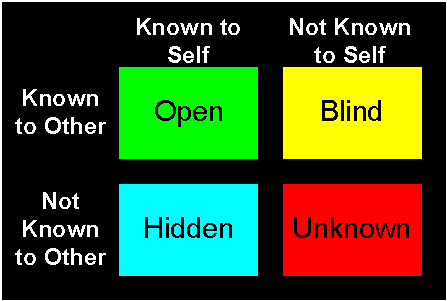 Known to
Self
Not Known
to Self
Known
to Other
Open
Blind
Not
Known
to Other
Hidden
Unknown